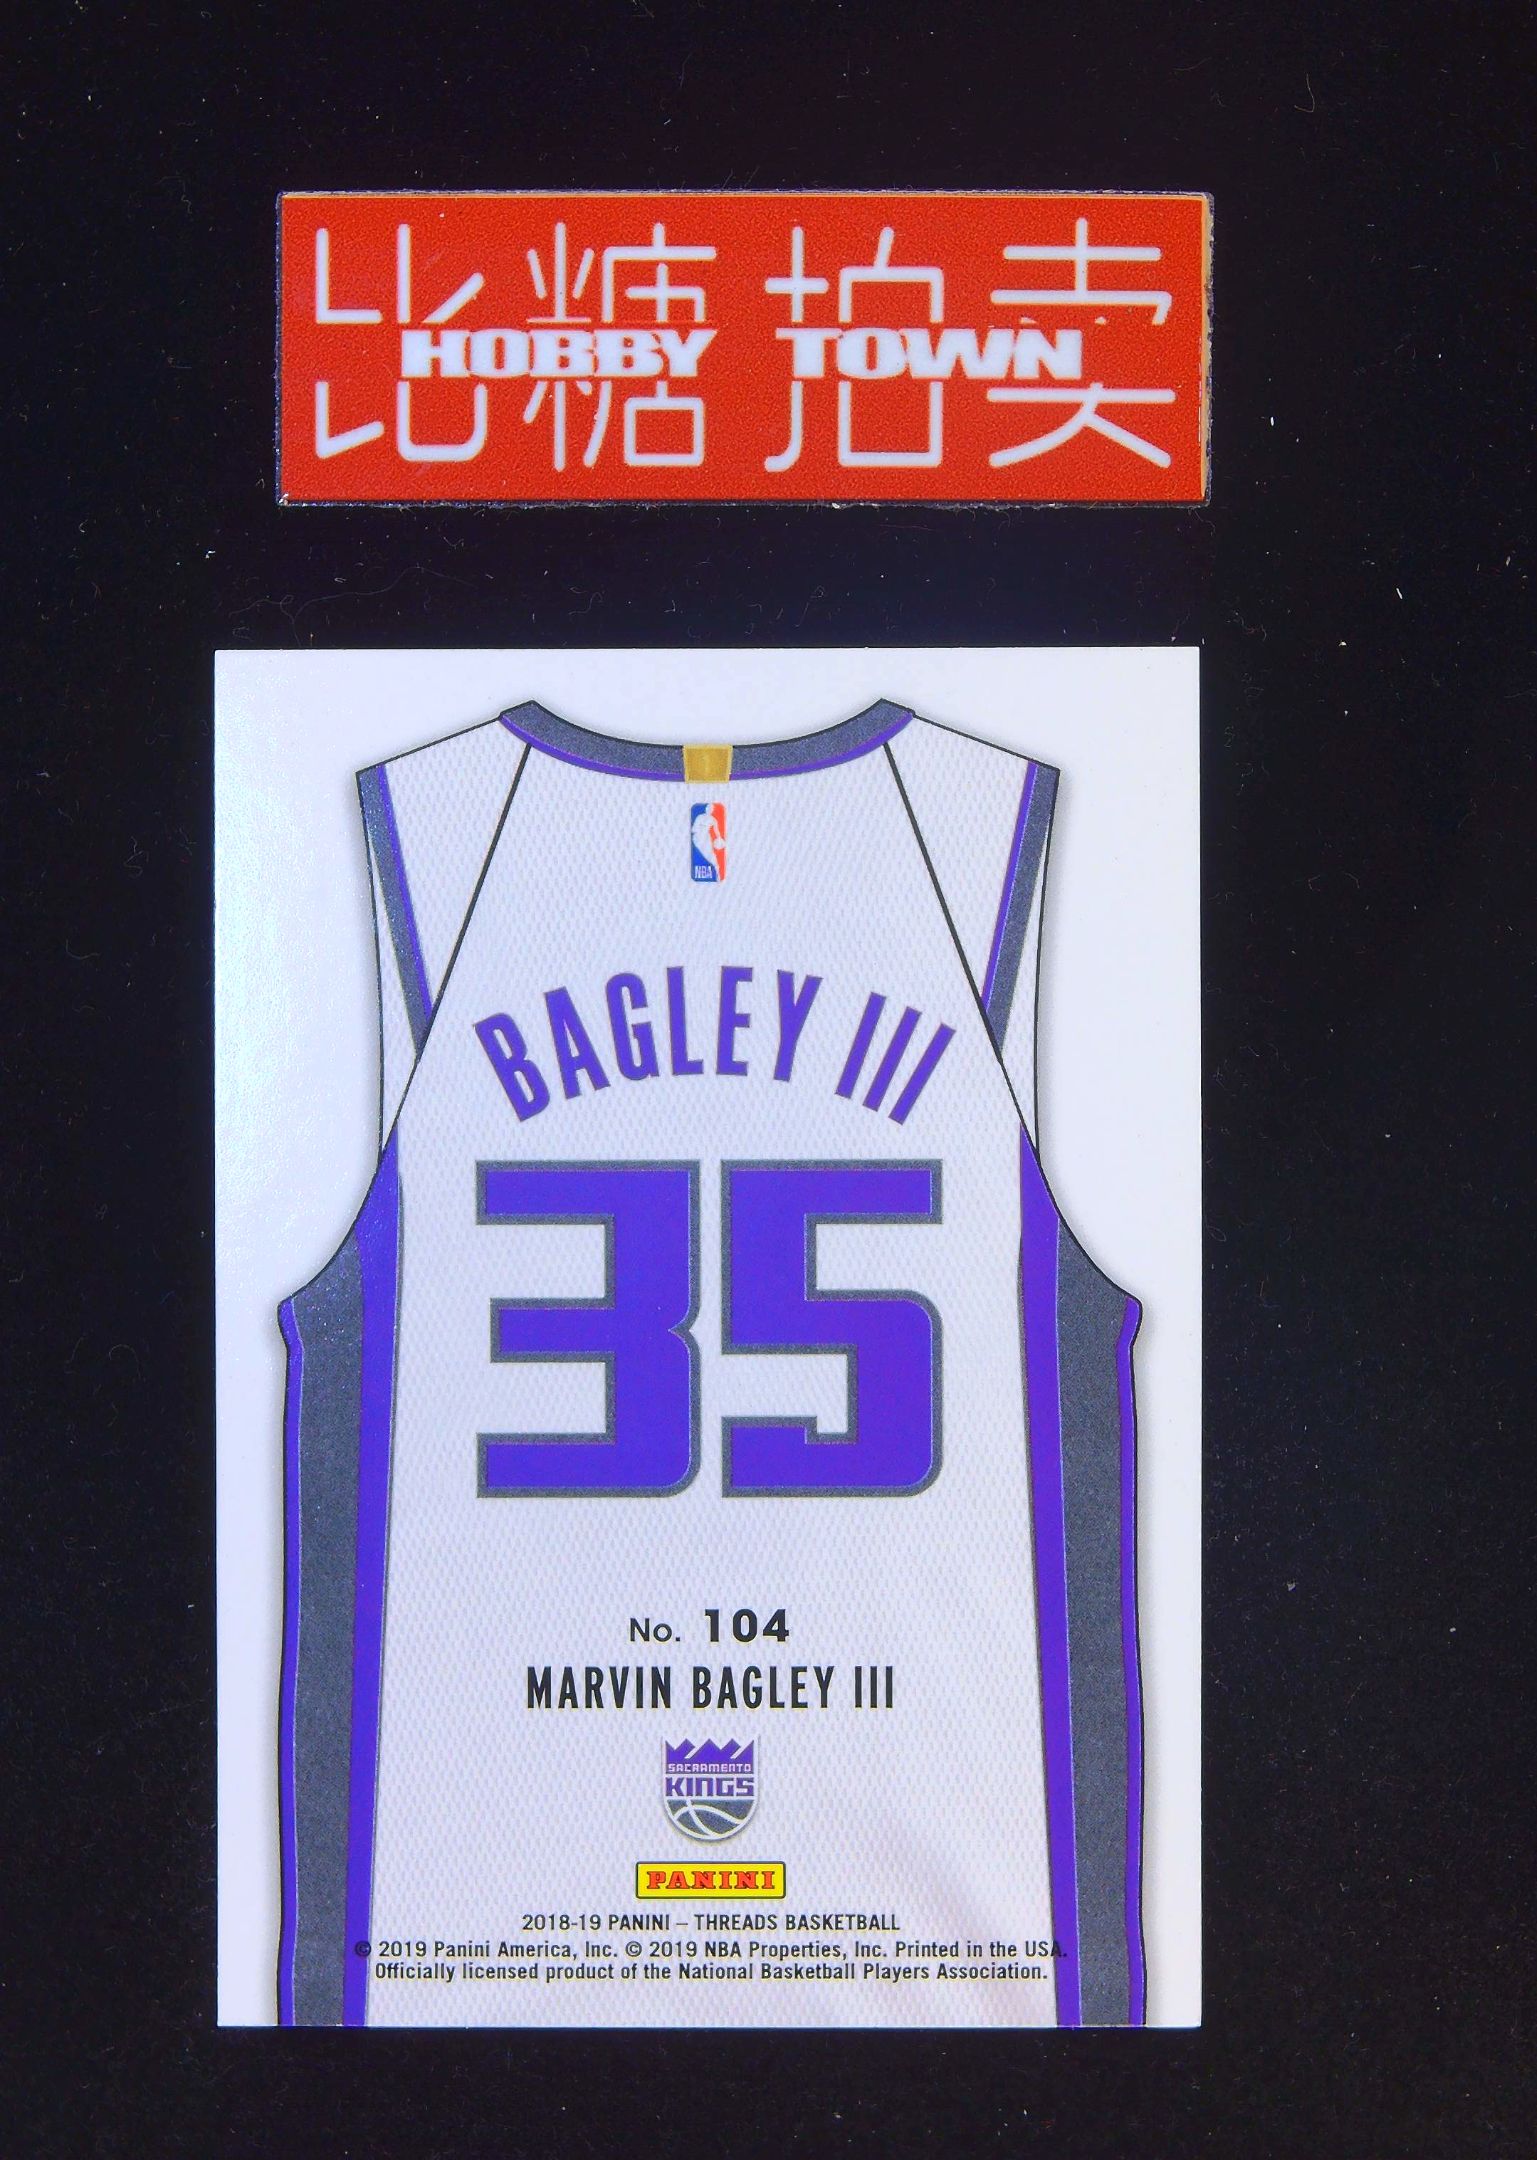 比糖 拍卖
HOBBY TOWN
NBA
BAGLEY III
35
No. 104
MARVIN BAGLEY III
SACRAMENTO
KINGS
PANINI
2018-19 PANINI – THREADS BASKETBALL
© 2019 Panini America, Inc. © 2019 NBA Properties, Inc. Printed in the USA.
Officially licensed product of the National Basketball Players Association.